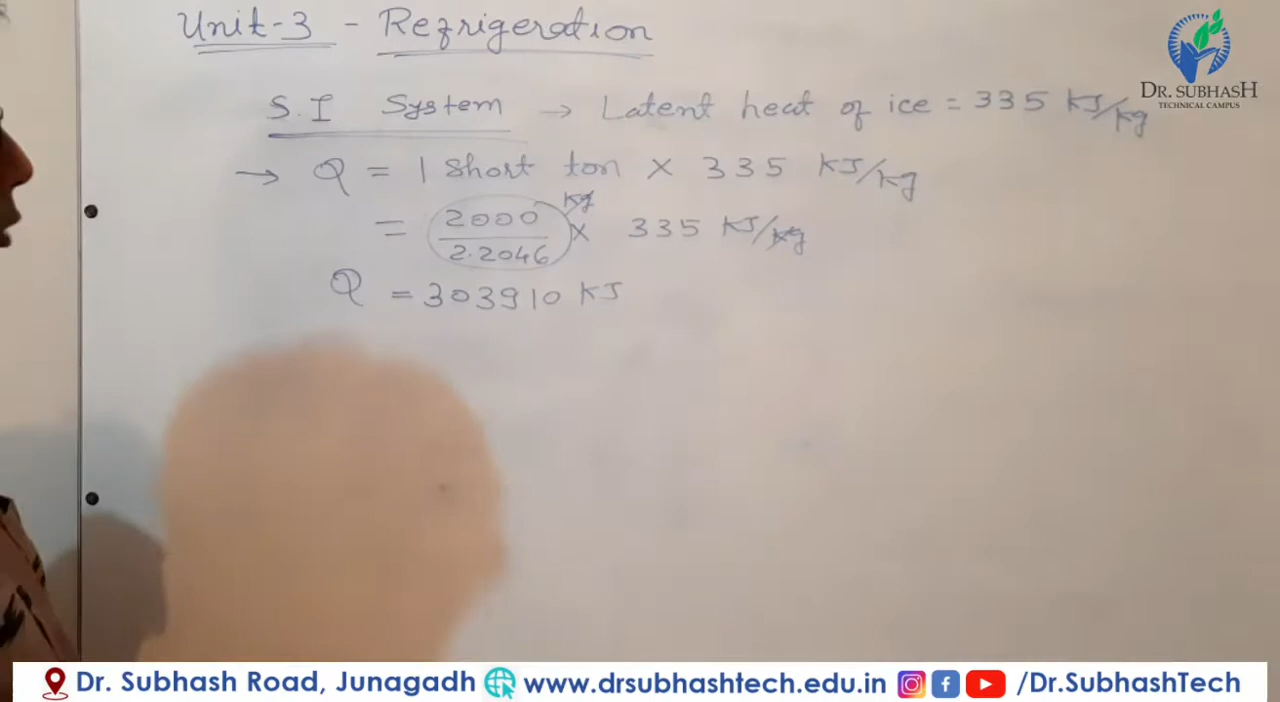 Unit-3 - Refrigeration
DR. SUBHASH
TECHNICAL CAMPUS
S.I System → Latent heat of ice = 335 KJ/kg
→ Q = 1 Short ton × 335 KJ/kg
= 2000/2.2046 kg × 335 KJ/kg
Q = 303910 KJ
Dr. Subhash Road, Junagadh www.drsubhashtech.edu.in /Dr.SubhashTech